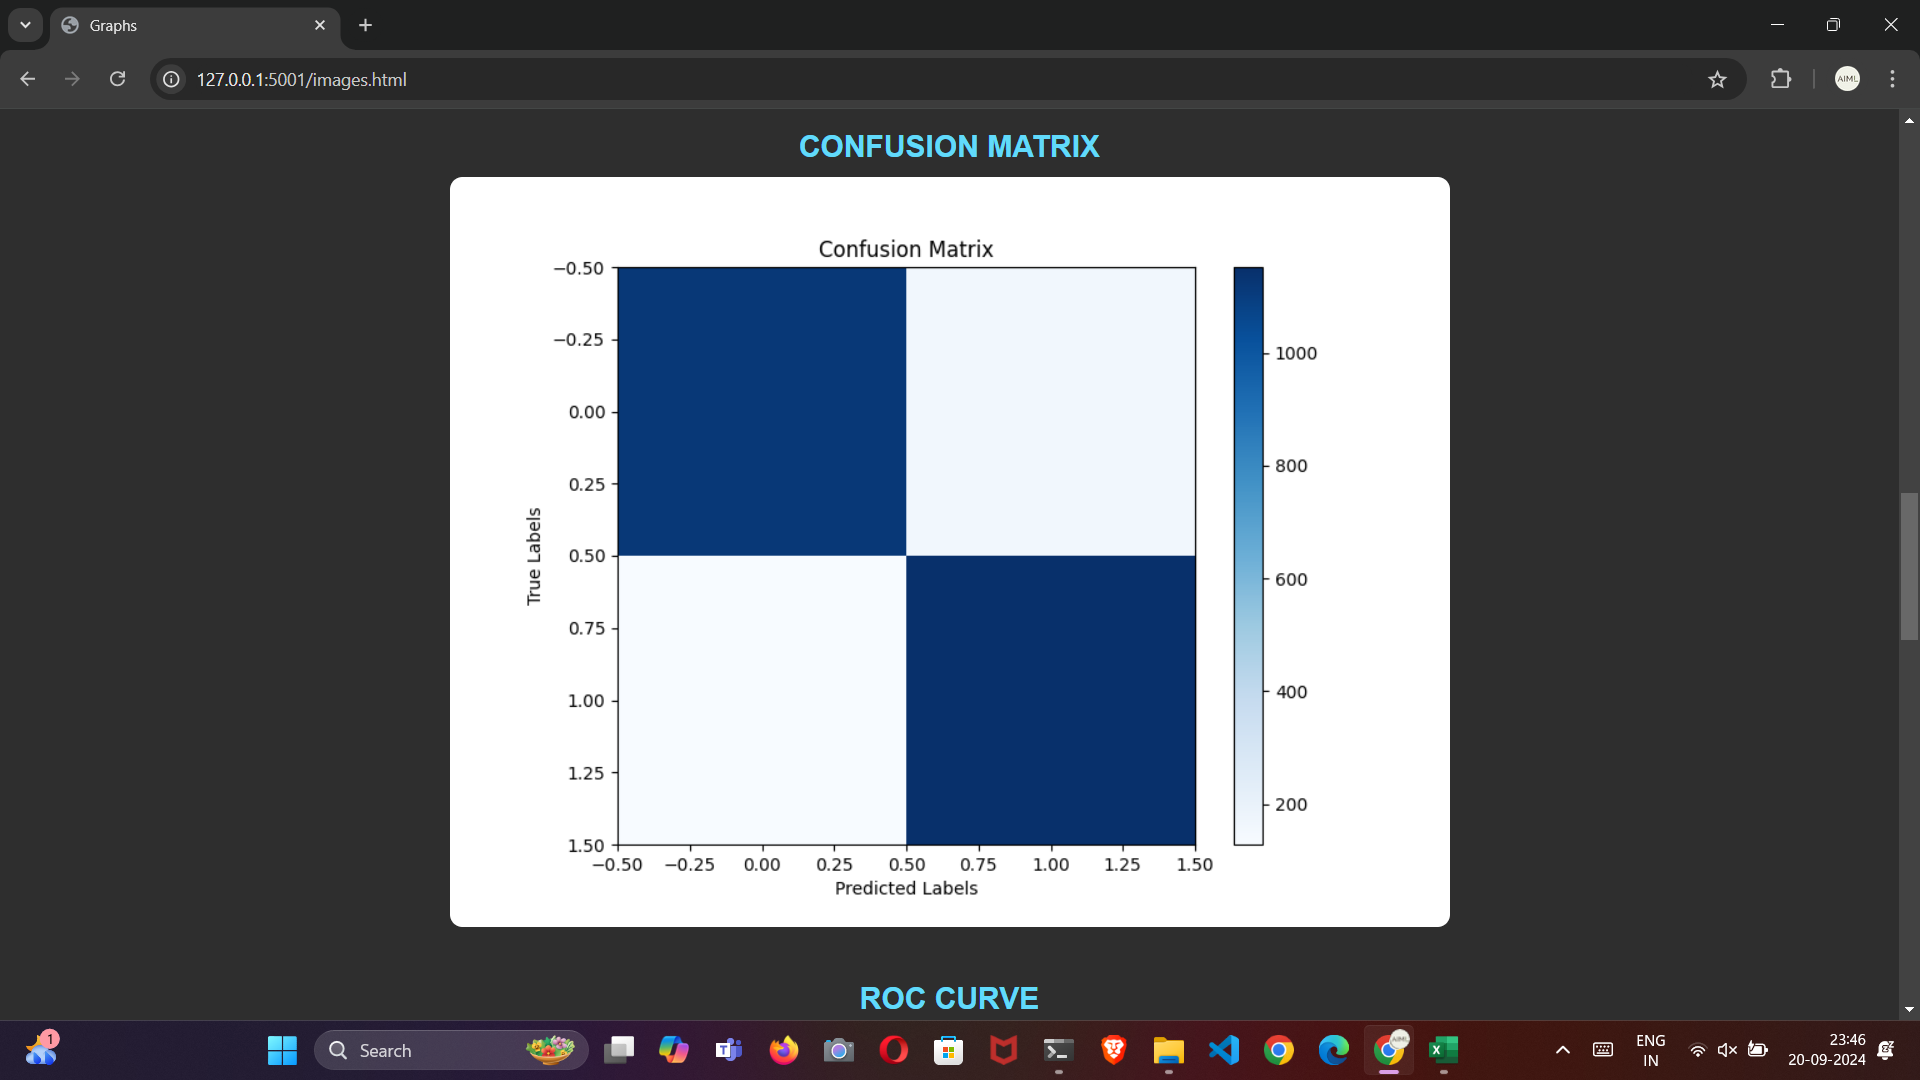 Graphs
127.0.0.1:5001/images.html
AIML
CONFUSION MATRIX
Confusion Matrix
−0.50
−0.25
0.00
0.25
0.50
0.75
1.00
1.25
1.50
True Labels
−0.50 −0.25 0.00 0.25 0.50 0.75 1.00 1.25 1.50
Predicted Labels
1000
800
600
400
200
ROC CURVE
1
Search
AIML
ENG
IN
23:46
20-09-2024